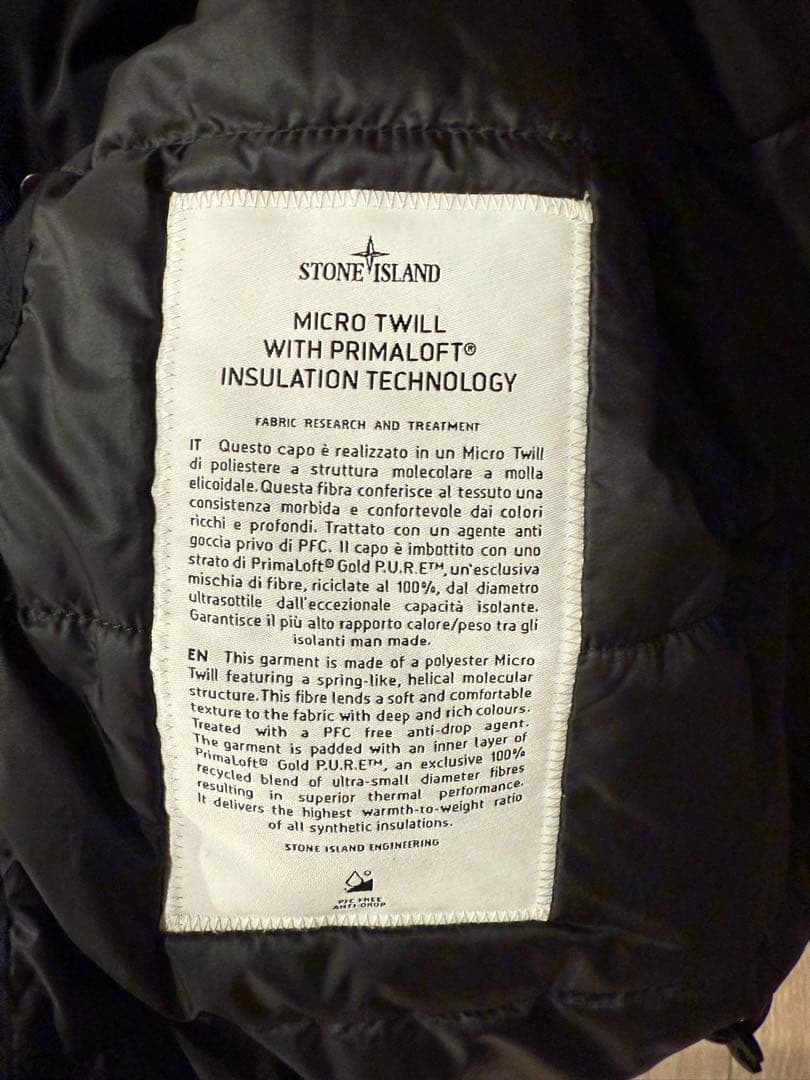 STONE ISLAND
MICRO TWILL
WITH PRIMALOFT®
INSULATION TECHNOLOGY
FABRIC RESEARCH AND TREATMENT
IT Questo capo è realizzato in un Micro Twill
di poliestere a struttura molecolare a molla
elicoidale. Questa fibra conferisce al tessuto una
consistenza morbida e confortevole dai colori
ricchi e profondi. Trattato con un agente anti
goccia privo di PFC. Il capo è imbottito con uno
strato di PrimaLoft® Gold P.U.R.E™, un'esclusiva
mischia di fibre, riciclate al 100%, dal diametro
ultrasottile dall'eccezionale capacità isolante.
Garantisce il più alto rapporto calore/peso tra gli
isolanti man made.
EN This garment is made of a polyester Micro
Twill featuring a spring-like, helical molecular
structure. This fibre lends a soft and comfortable
texture to the fabric with deep and rich colours.
Treated with a PFC free anti-drop agent.
The garment is padded with an inner layer of
PrimaLoft® Gold P.U.R.E™, an exclusive 100%
recycled blend of ultra-small diameter fibres
resulting in superior thermal performance.
It delivers the highest warmth-to-weight ratio
of all synthetic insulations.
STONE ISLAND ENGINEERING
PFC FREE
ANTI-DROP